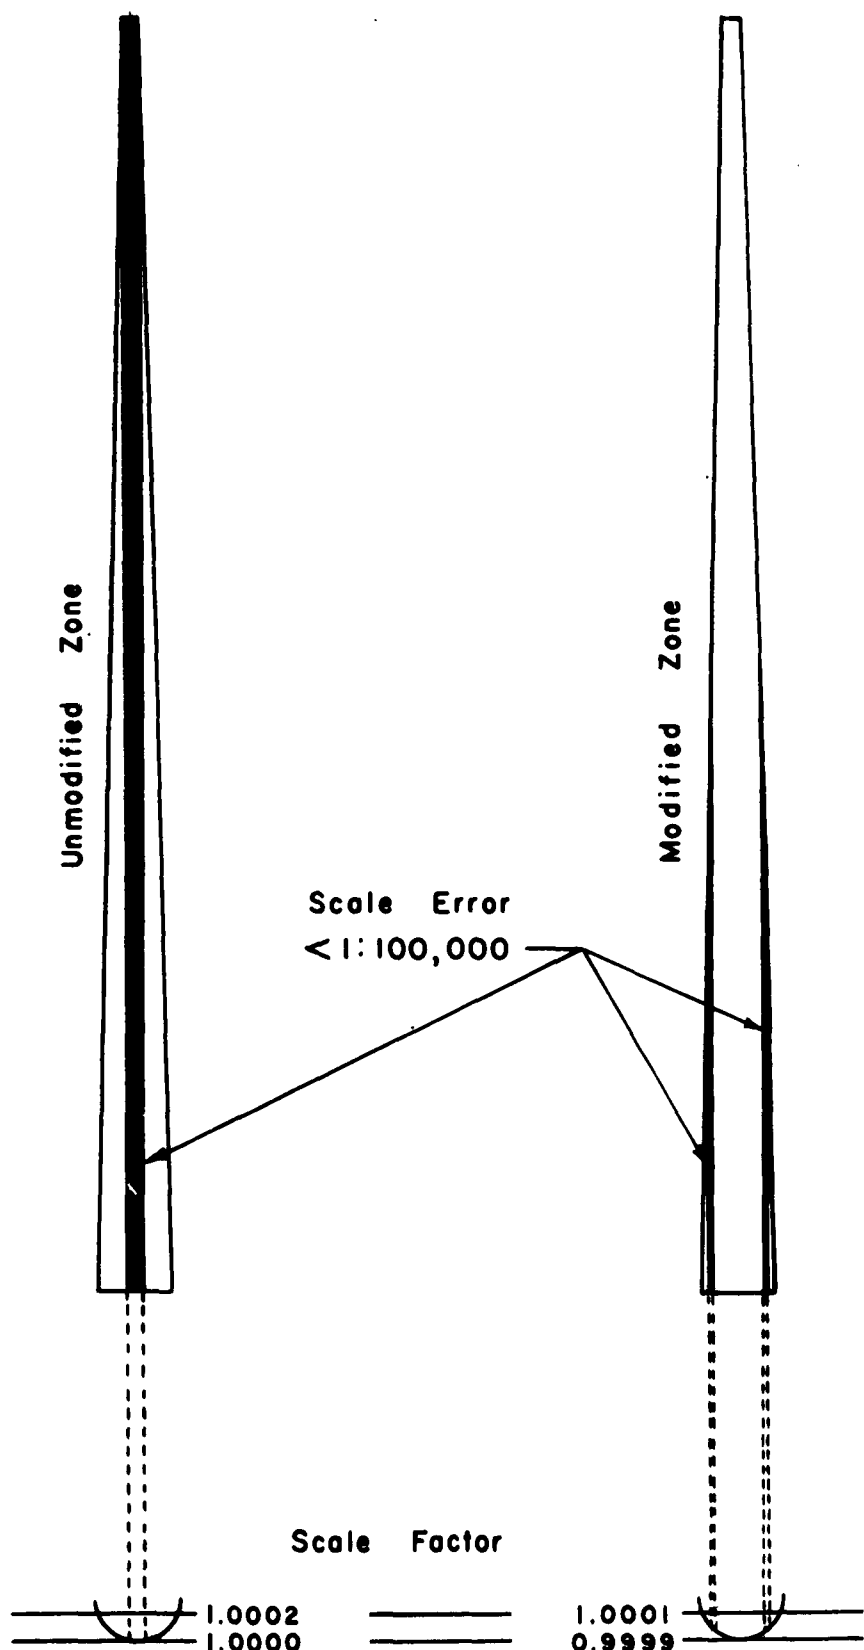 Unmodified Zone
Modified Zone
Scale Error
<1:100,000
Scale Factor
1.0002
1.0001
1.0000
0.9999